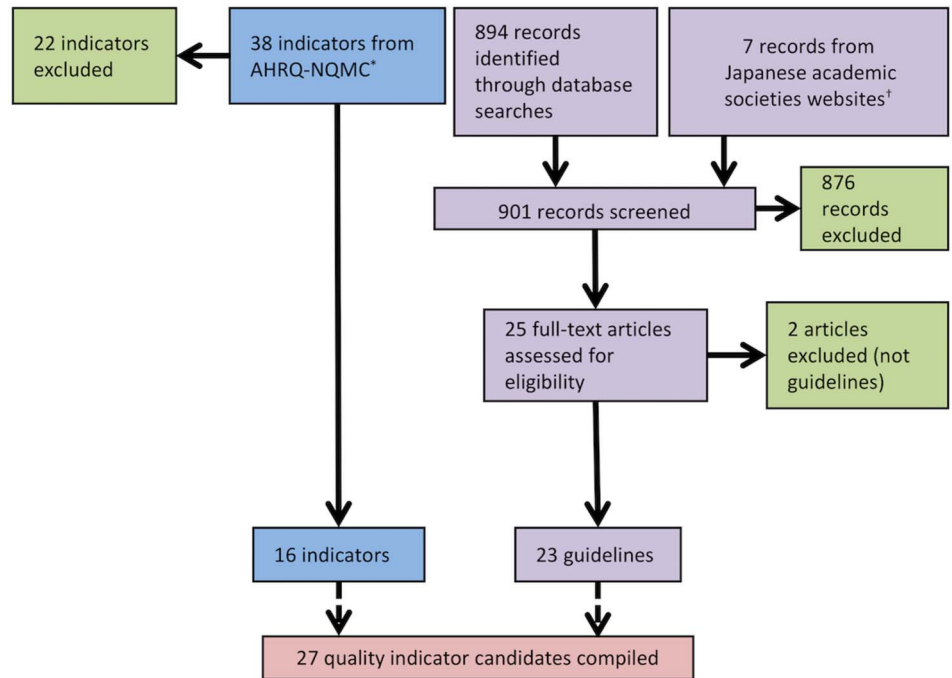 22 indicators
excluded
38 indicators from
AHRQ-NQMC*
894 records
identified
through database
searches
7 records from
Japanese academic
societies websites†
901 records screened
876
records
excluded
25 full-text articles
assessed for
eligibility
2 articles
excluded (not
guidelines)
16 indicators
23 guidelines
27 quality indicator candidates compiled